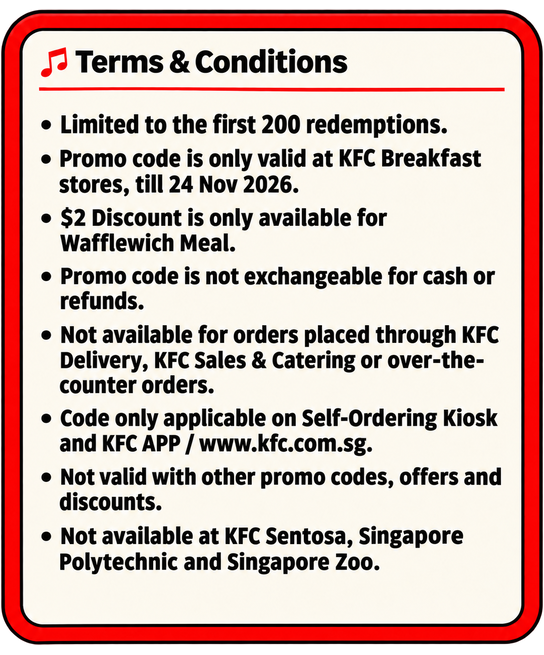 Terms & Conditions
• Limited to the first 200 redemptions.
• Promo code is only valid at KFC Breakfast
stores, till 24 Nov 2026.
• $2 Discount is only available for
Wafflewich Meal.
• Promo code is not exchangeable for cash or
refunds.
• Not available for orders placed through KFC
Delivery, KFC Sales & Catering or over-the-
counter orders.
• Code only applicable on Self-Ordering Kiosk
and KFC APP / www.kfc.com.sg.
• Not valid with other promo codes, offers and
discounts.
• Not available at KFC Sentosa, Singapore
Polytechnic and Singapore Zoo.